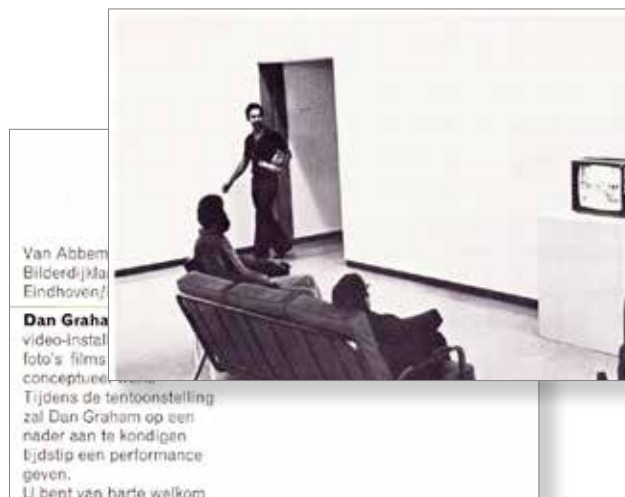 Van Abbem
Bilderdijkla
Eindhoven/
Dan Graha
video-instal
foto's films
conceptueel
Tijdens de tentoonstelling
zal Dan Graham op een
nader aan te kondigen
tijdstip een performance
geven.
U bent van harte welkom